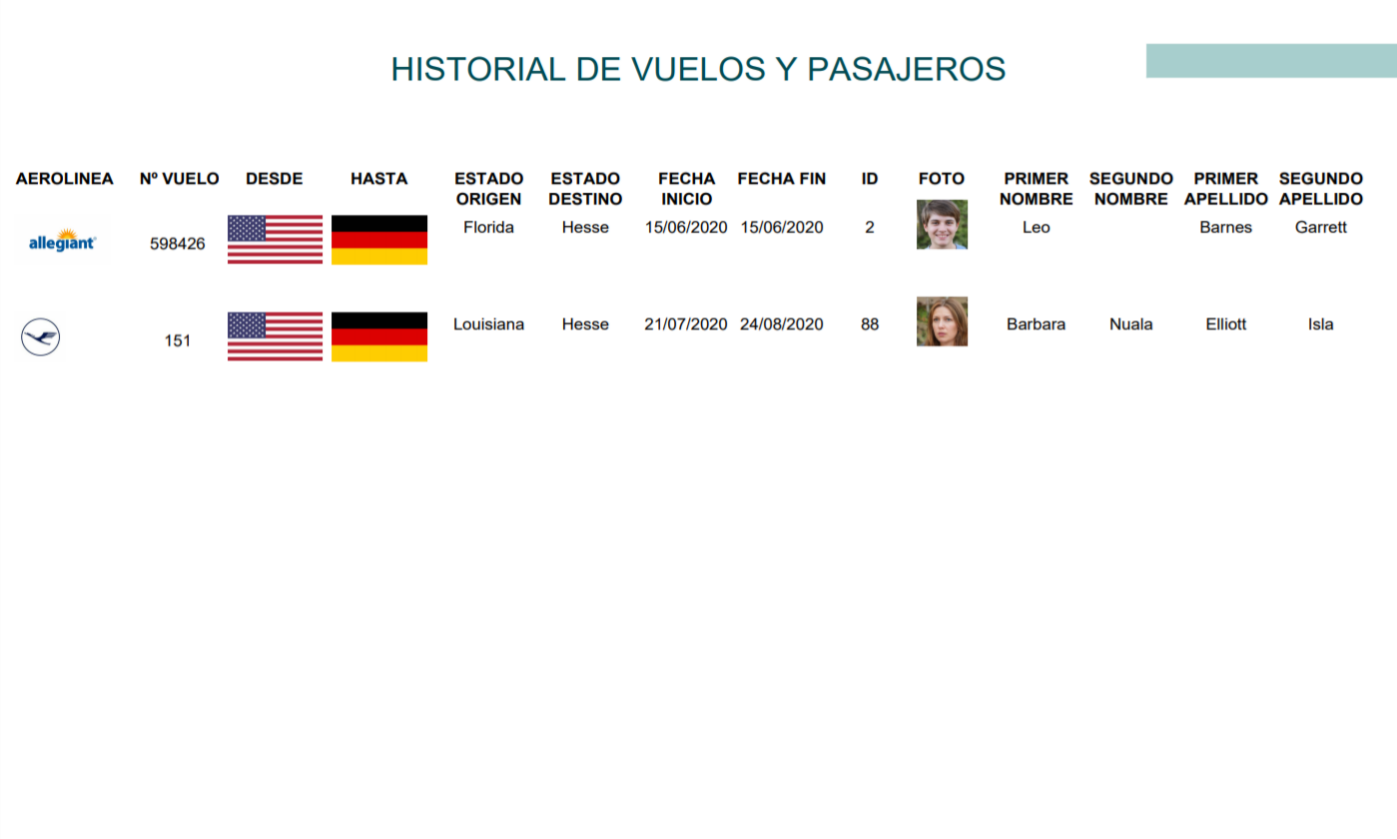 HISTORIAL DE VUELOS Y PASAJEROS
AEROLINEA Nº VUELO DESDE HASTA ESTADO ORIGEN ESTADO DESTINO FECHA INICIO FECHA FIN ID FOTO PRIMER NOMBRE SEGUNDO NOMBRE PRIMER APELLIDO SEGUNDO APELLIDO
allegiant 598426 Florida Hesse 15/06/2020 15/06/2020 2 Leo Barnes Garrett
151 Louisiana Hesse 21/07/2020 24/08/2020 88 Barbara Nuala Elliott Isla